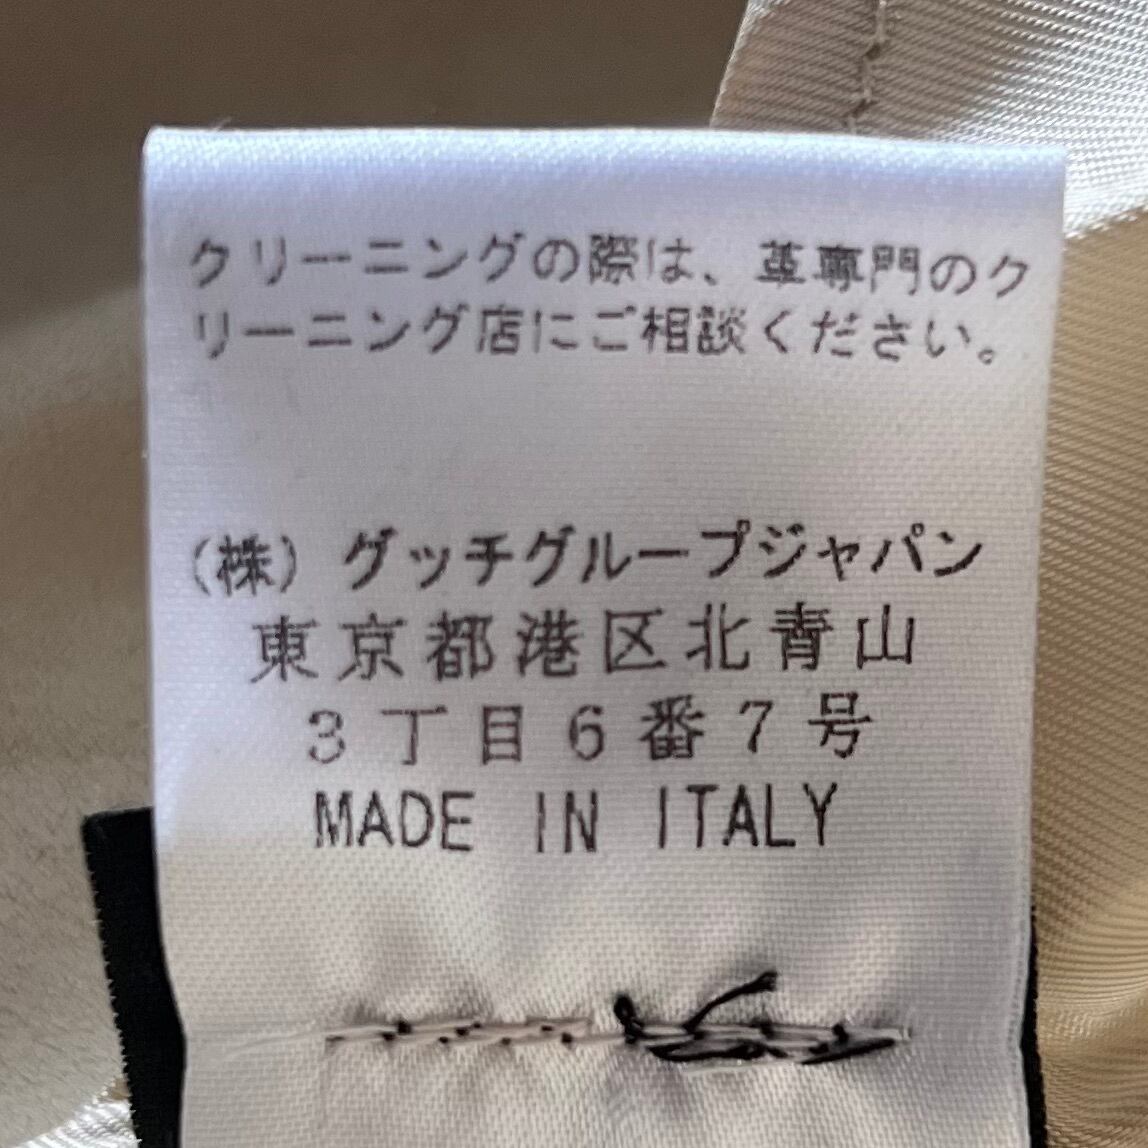 クリーニングの際は、革専門のク
リーニング店にご相談ください。
(株) グッチグループジャパン
東京都港区北青山
3丁目6番7号
MADE IN ITALY